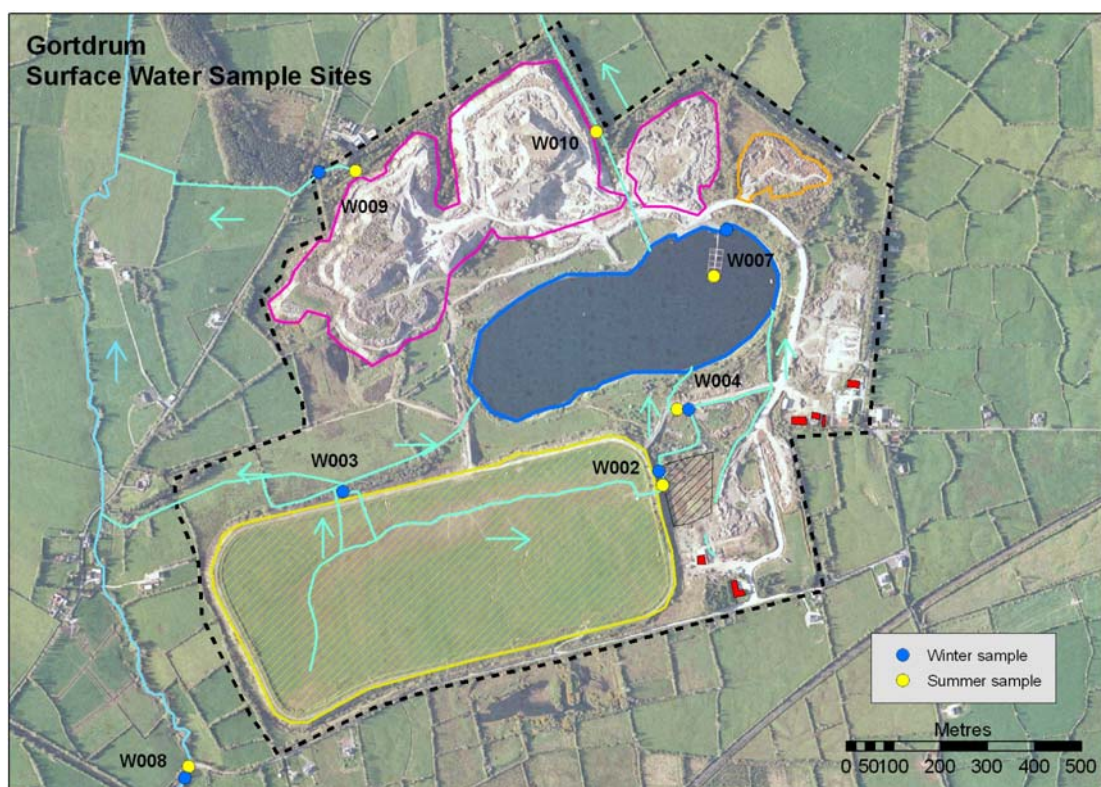 Gortdrum
Surface Water Sample Sites
W010
W009
W007
W004
W003
W002
W008
Winter sample
Summer sample
Metres
0 50100 200 300 400 500